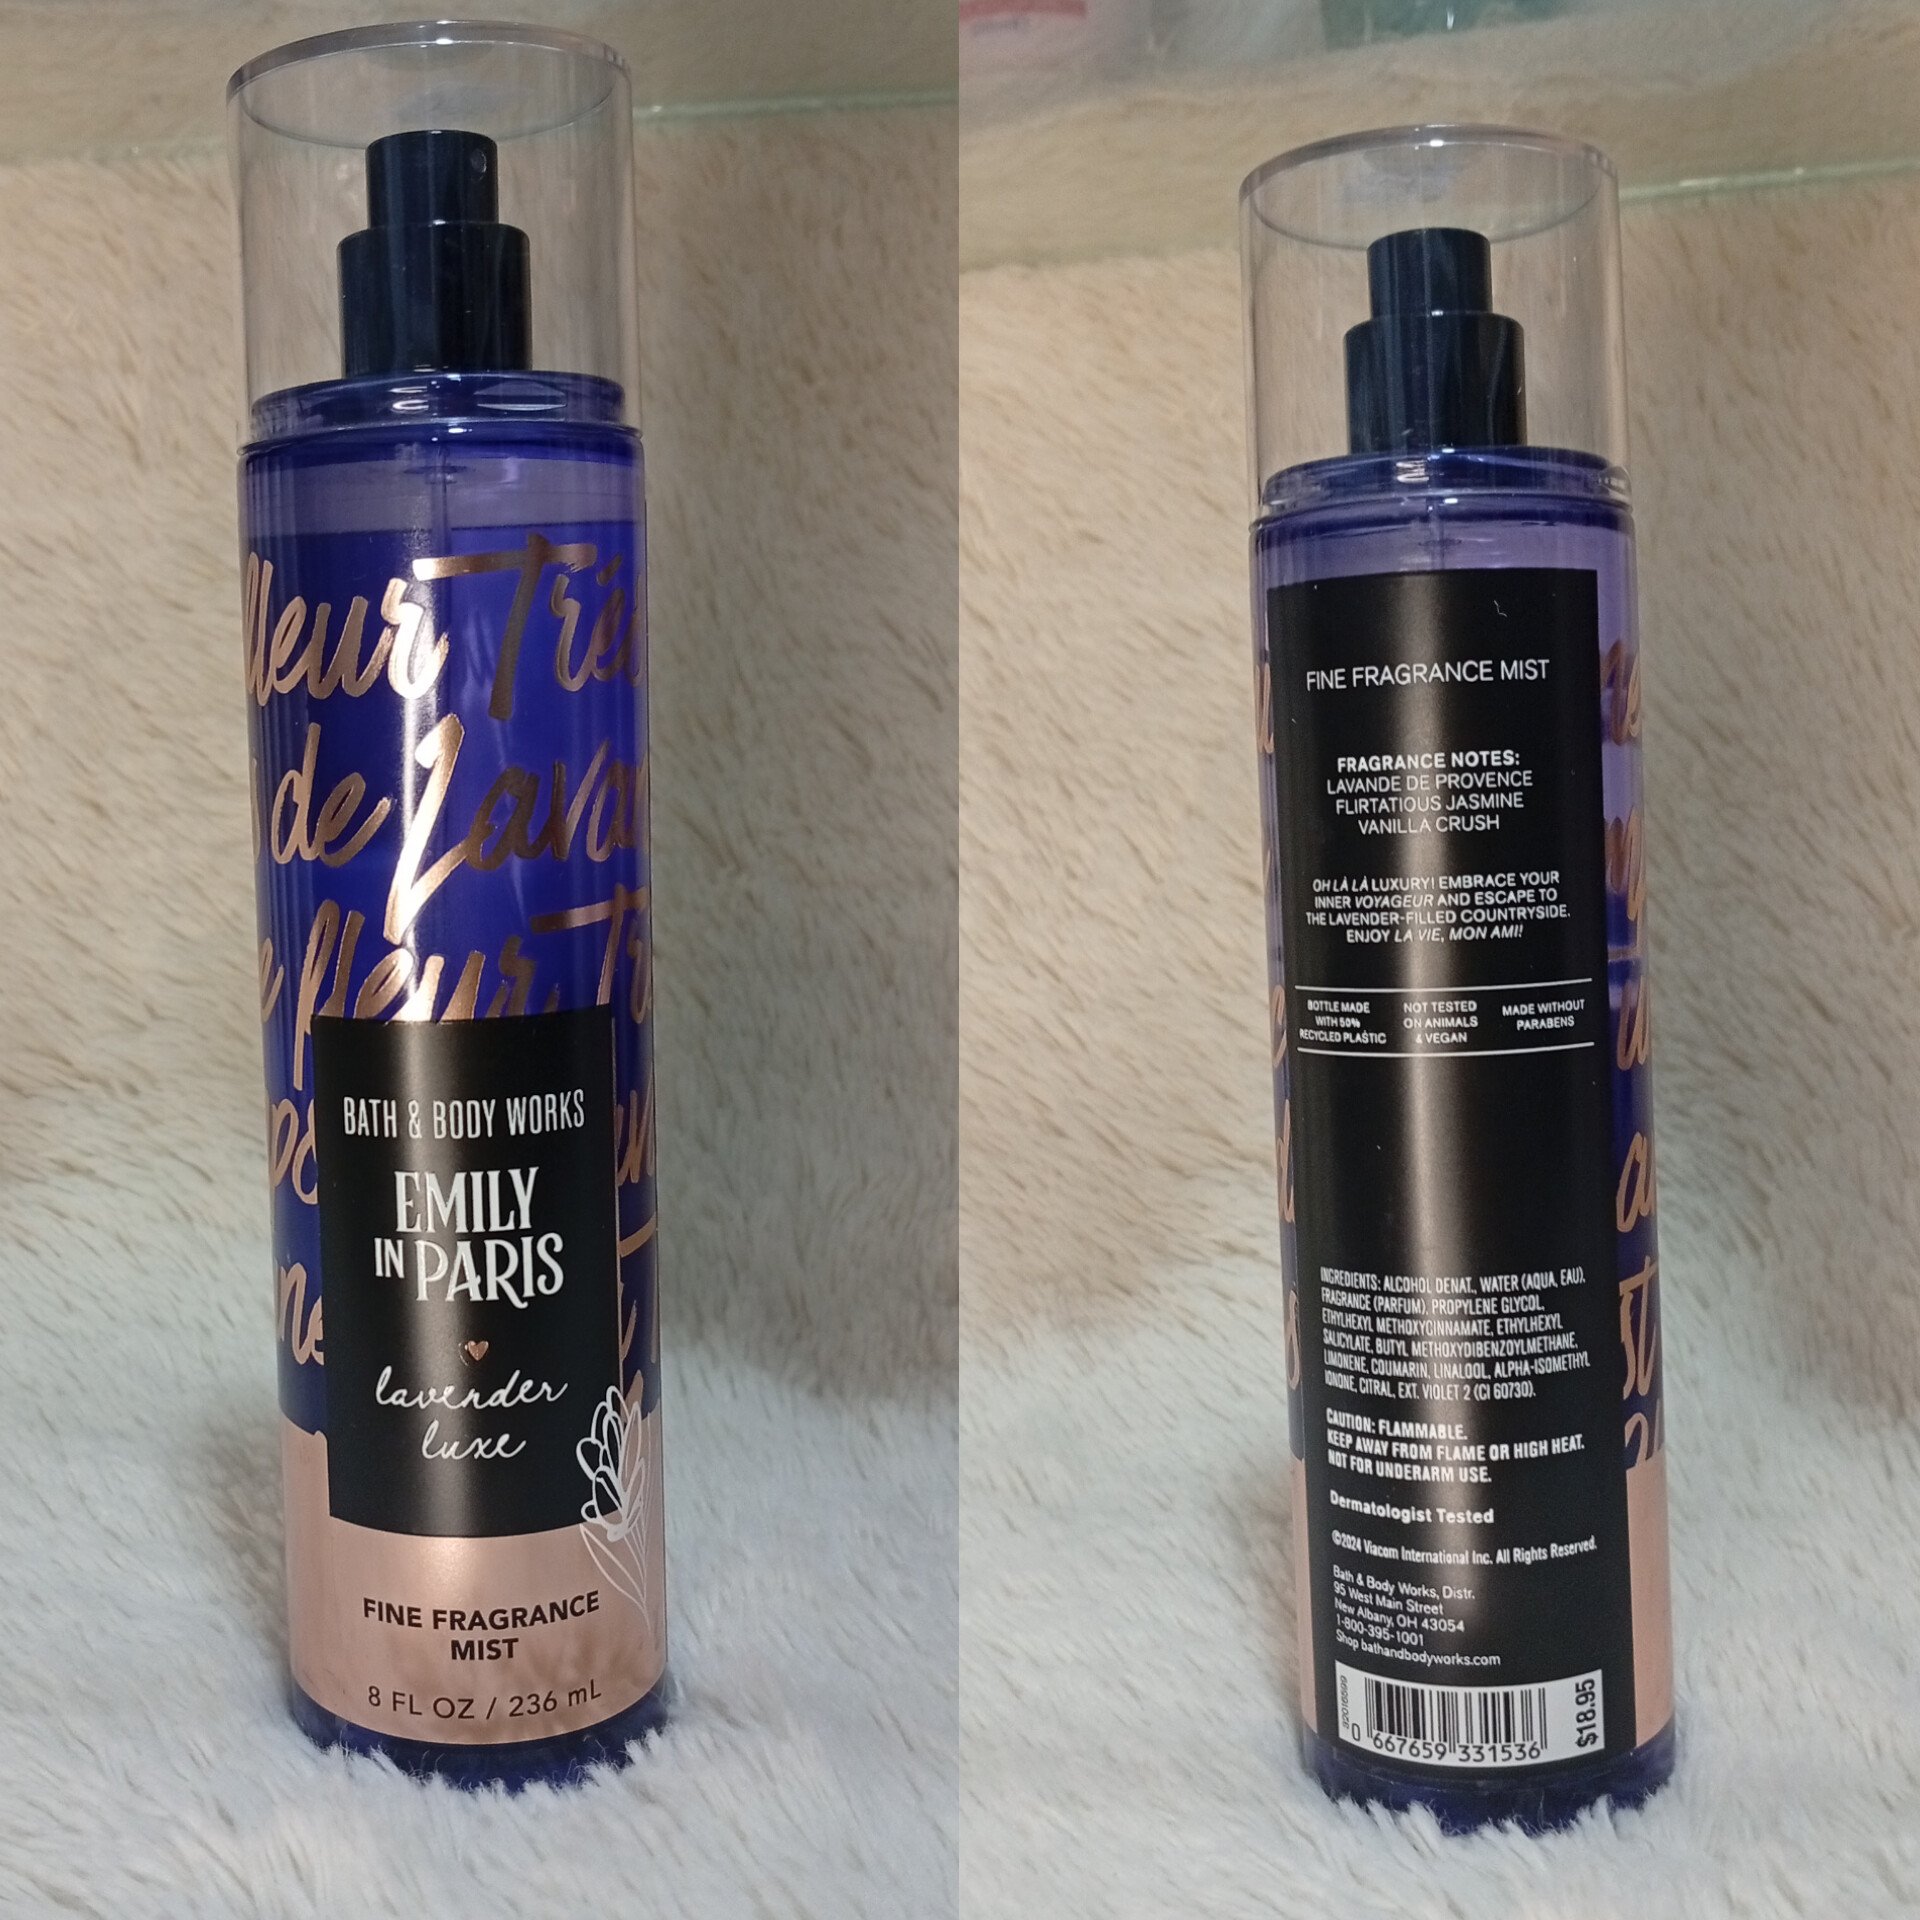 fleur Très
de Lavan
fleur Tr
BATH & BODY WORKS
EMILY
IN PARIS
lavender
luxe
FINE FRAGRANCE
MIST
8 FL OZ / 236 mL
FINE FRAGRANCE MIST
FRAGRANCE NOTES:
LAVANDE DE PROVENCE
FLIRTATIOUS JASMINE
VANILLA CRUSH
OH LÀ LÀ LUXURY! EMBRACE YOUR
INNER VOYAGEUR AND ESCAPE TO
THE LAVENDER-FILLED COUNTRYSIDE.
ENJOY LA VIE, MON AMI!
BOTTLE MADE
WITH 50%
RECYCLED PLASTIC
NOT TESTED
ON ANIMALS
& VEGAN
MADE WITHOUT
PARABENS
INGREDIENTS: ALCOHOL DENAT., WATER (AQUA, EAU),
FRAGRANCE (PARFUM), PROPYLENE GLYCOL,
ETHYLHEXYL METHOXYCINNAMATE, ETHYLHEXYL
SALICYLATE, BUTYL METHOXYDIBENZOYLMETHANE,
LIMONENE, COUMARIN, LINALOOL, ALPHA-ISOMETHYL
IONONE, CITRAL, EXT. VIOLET 2 (CI 60730).
CAUTION: FLAMMABLE.
KEEP AWAY FROM FLAME OR HIGH HEAT.
NOT FOR UNDERARM USE.
Dermatologist Tested
©2024 Viacom International Inc. All Rights Reserved.
Bath & Body Works, Distr.
95 West Main Street
New Albany, OH 43054
1-800-395-1001
Shop bathandbodyworks.com
0 667659 331536
$18.95